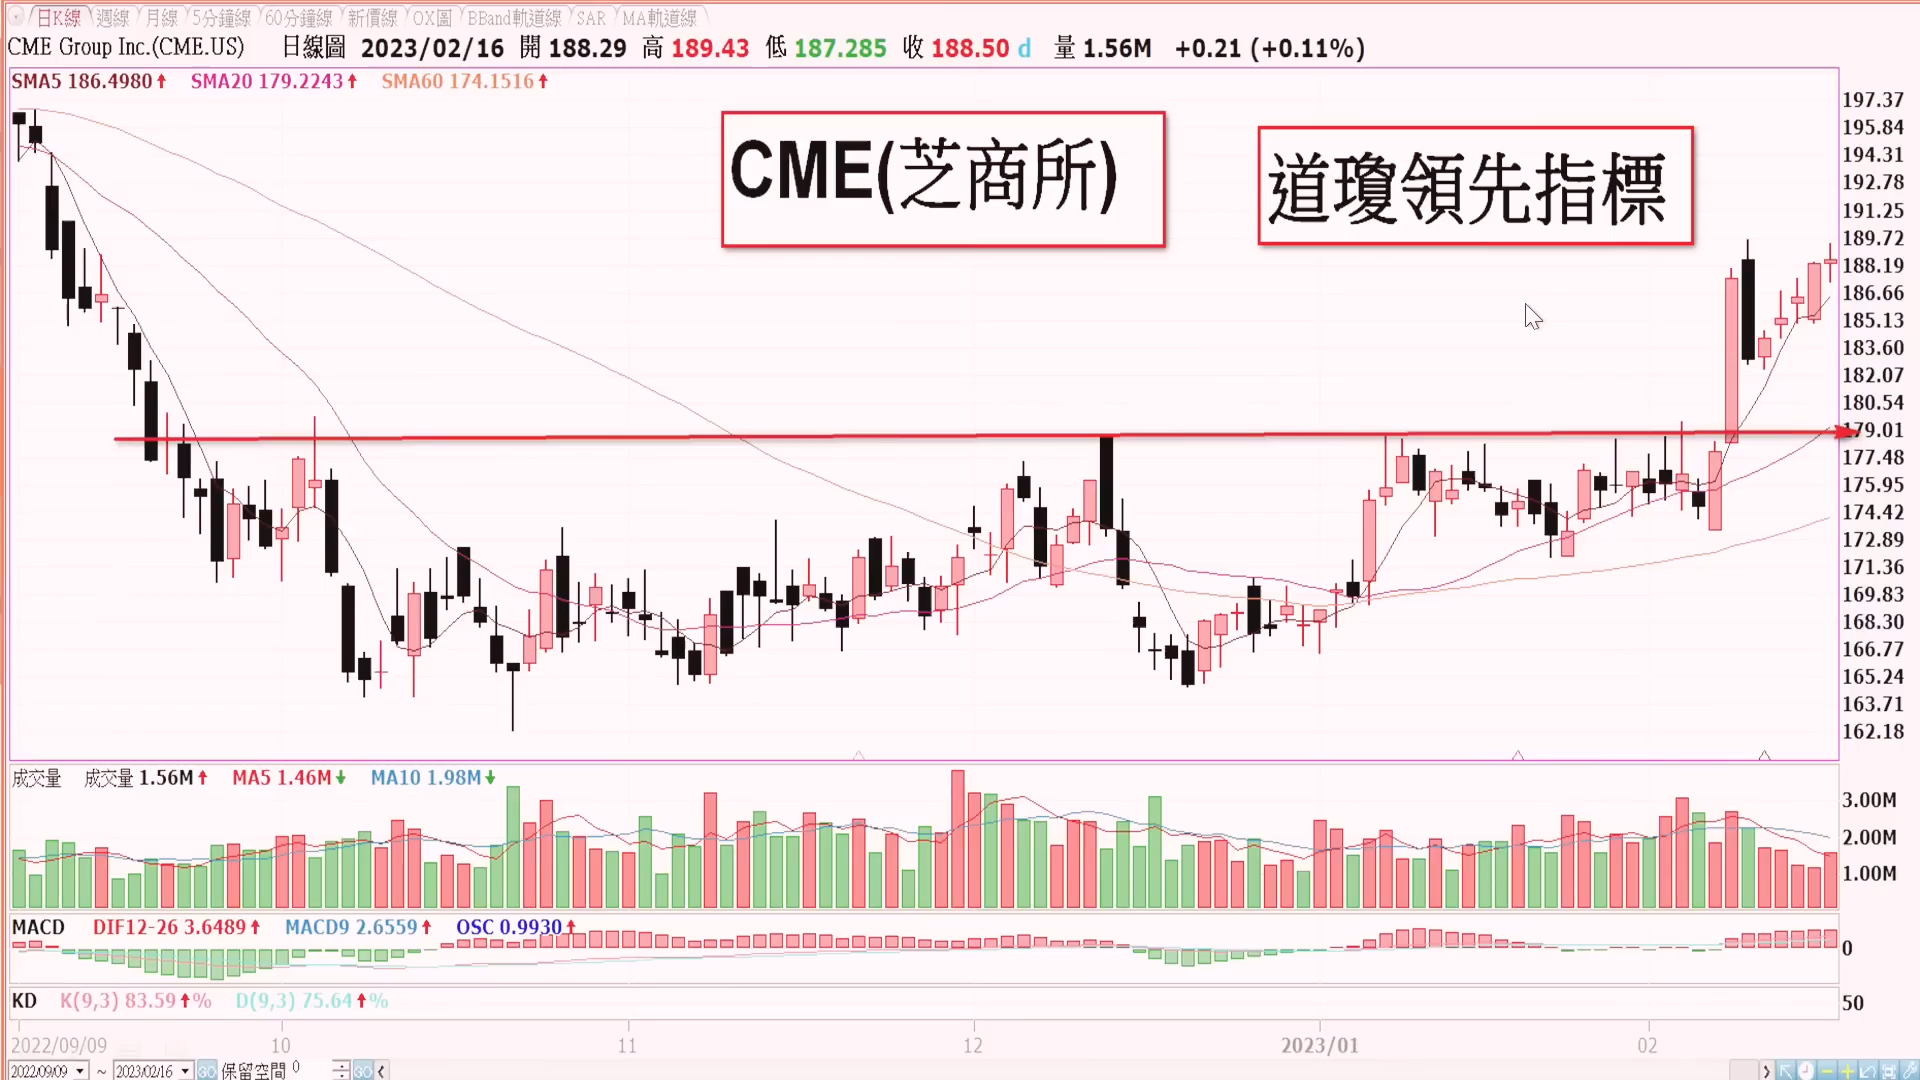 日K線 週線 月線 5分鐘線 60分鐘線 新價線 OX圖 BBand軌道線 SAR MA軌道線
CME Group Inc.(CME.US) 日線圖 2023/02/16 開 188.29 高 189.43 低 187.285 收 188.50 d 量 1.56M +0.21 (+0.11%)
SMA5 186.4980 SMA20 179.2243 SMA60 174.1516
CME(芝商所)
道瓊領先指標
197.37
195.84
194.31
192.78
191.25
189.72
188.19
186.66
185.13
183.60
182.07
180.54
179.01
177.48
175.95
174.42
172.89
171.36
169.83
168.30
166.77
165.24
163.71
162.18
成交量 成交量 1.56M MA5 1.46M MA10 1.98M
3.00M
2.00M
1.00M
MACD DIF12-26 3.6489 MACD9 2.6559 OSC 0.9930
0
KD K(9,3) 83.59 % D(9,3) 75.64 %
50
2022/09/09 10 11 12 2023/01 02
2022/09/09 ~ 2023/02/16 GO 保留空間 0 GO